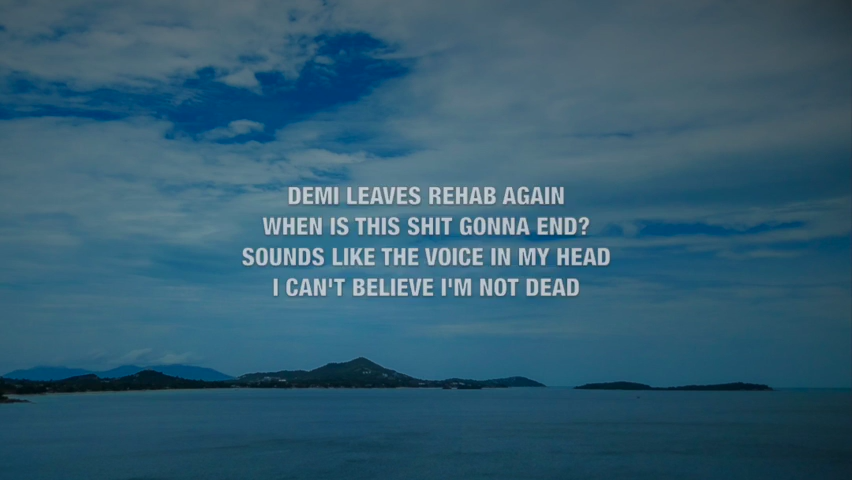 DEMI LEAVES REHAB AGAIN
WHEN IS THIS SHIT GONNA END?
SOUNDS LIKE THE VOICE IN MY HEAD
I CAN'T BELIEVE I'M NOT DEAD